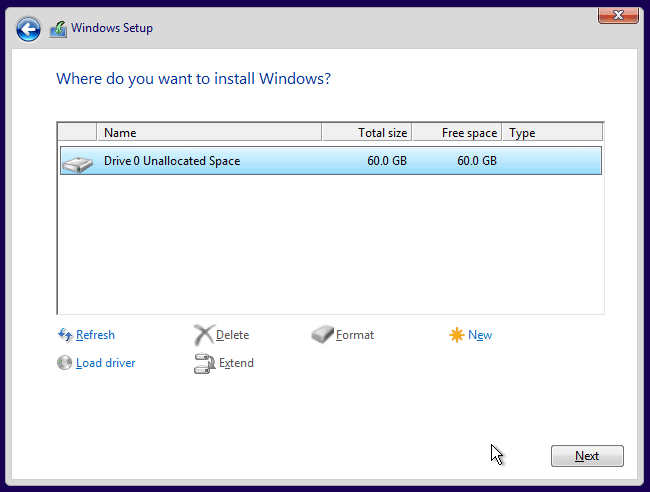 Windows Setup
Where do you want to install Windows?
Name Total size Free space Type
Drive 0 Unallocated Space 60.0 GB 60.0 GB
Refresh Delete Format New
Load driver Extend
Next